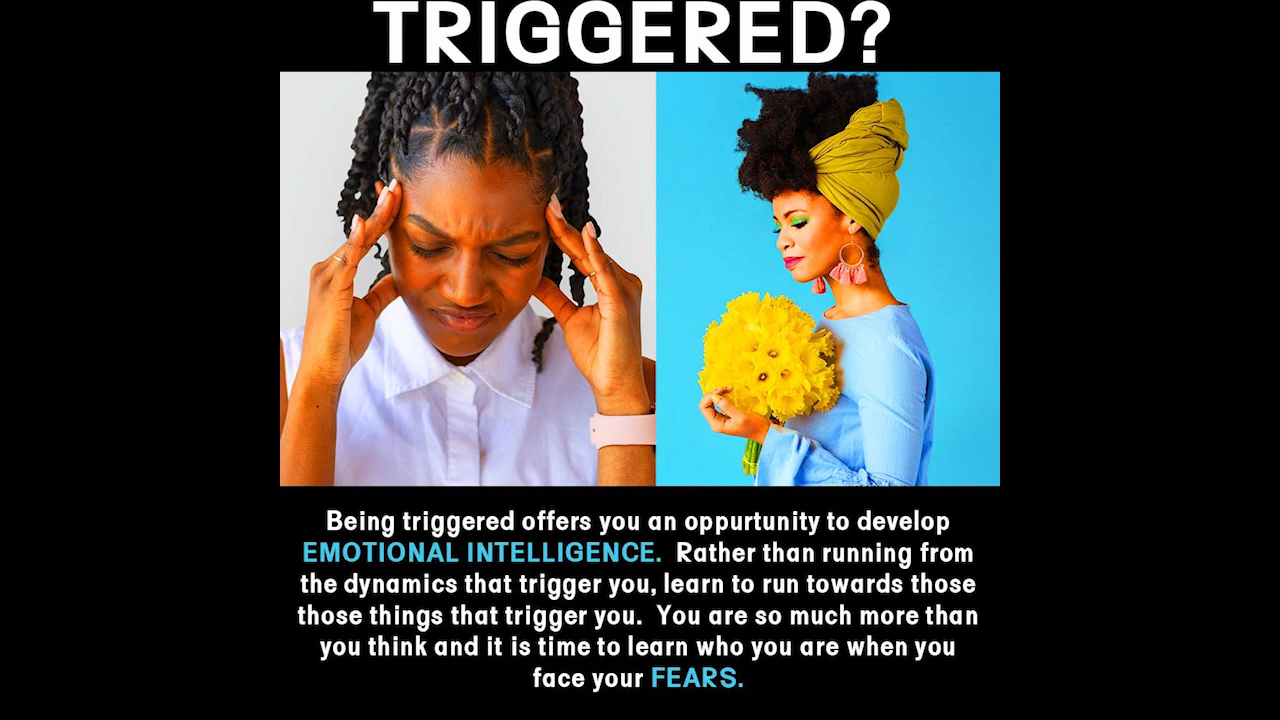 TRIGGERED?
Being triggered offers you an oppurtunity to develop
EMOTIONAL INTELLIGENCE. Rather than running from
the dynamics that trigger you, learn to run towards those
those things that trigger you. You are so much more than
you think and it is time to learn who you are when you
face your FEARS.